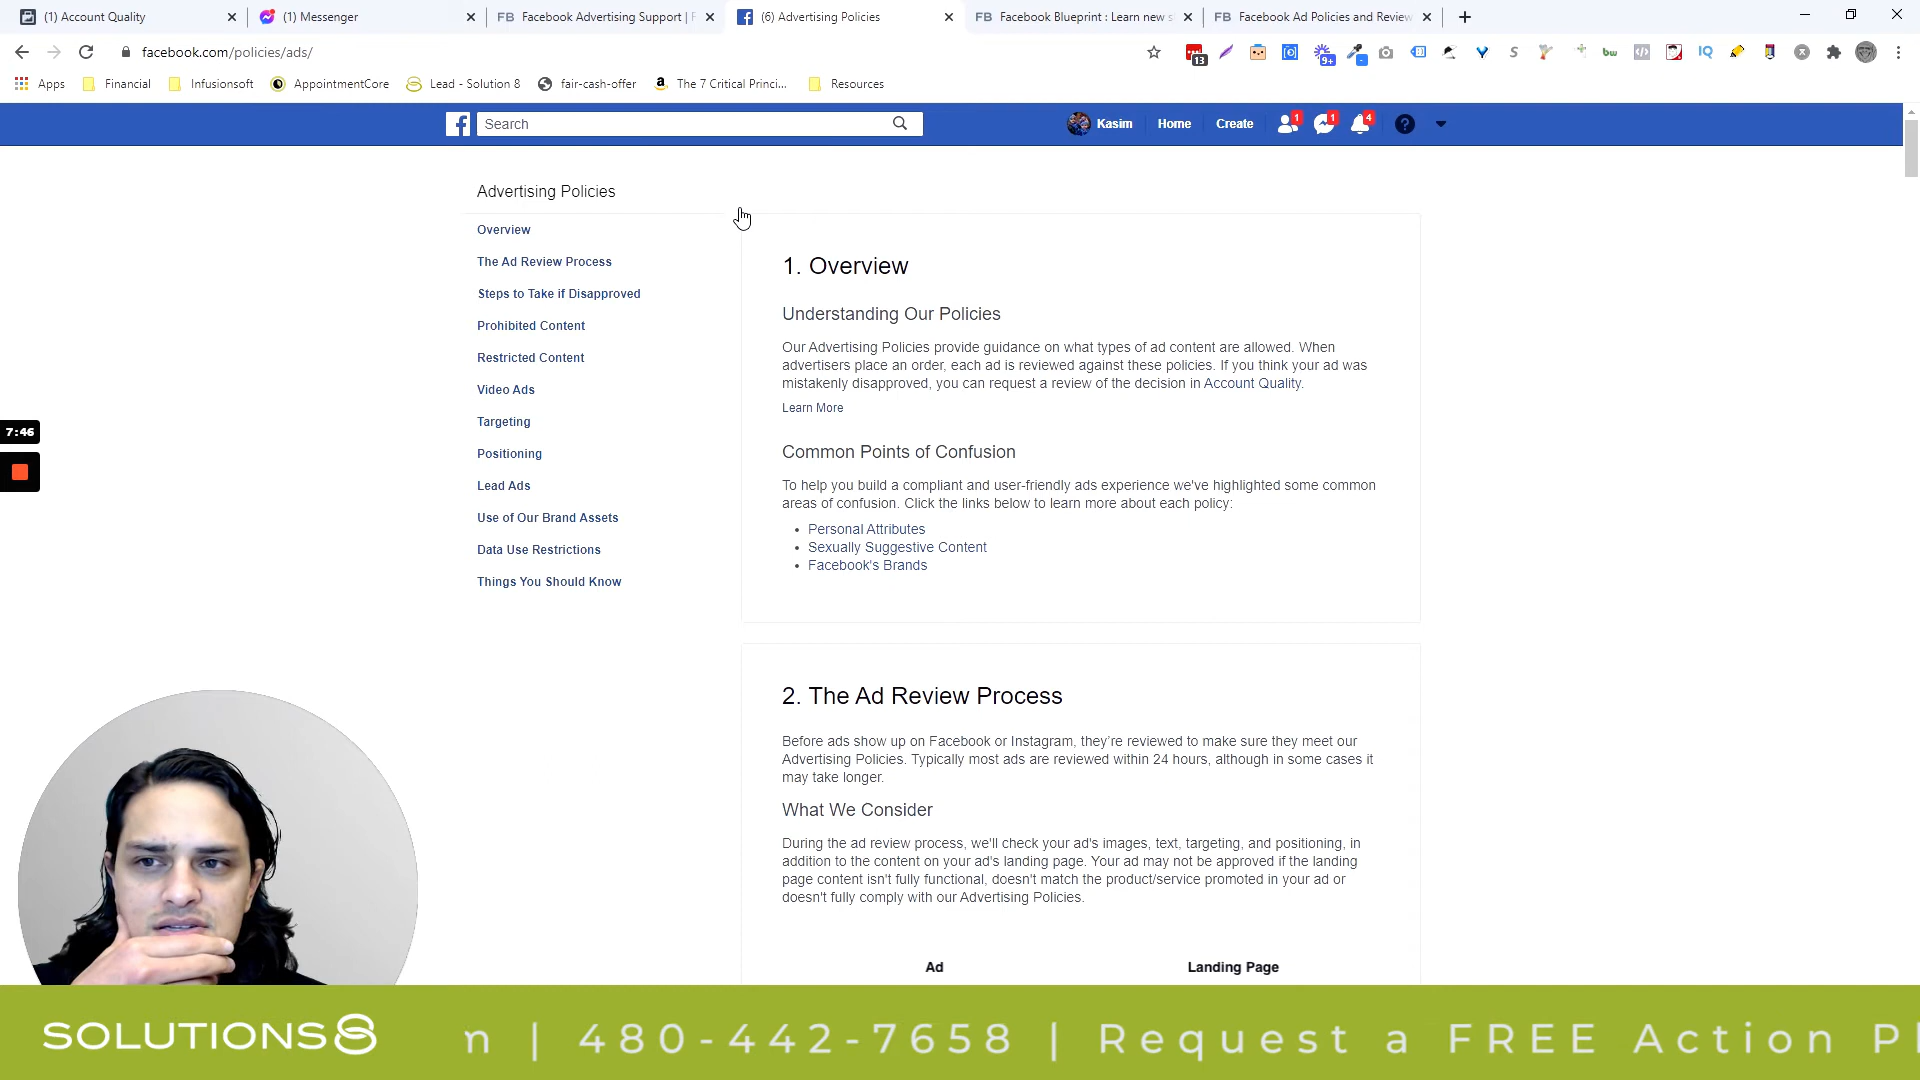 (1) Account Quality
(1) Messenger
FB Facebook Advertising Support | F
(6) Advertising Policies
FB Facebook Blueprint : Learn new s
FB Facebook Ad Policies and Review
facebook.com/policies/ads/
13
9+
S
bw
IQ
Apps
Financial
Infusionsoft
AppointmentCore
Lead - Solution 8
fair-cash-offer
The 7 Critical Princi...
Resources
Search
Kasim
Home
Create
1
1
4
Advertising Policies
Overview
The Ad Review Process
Steps to Take if Disapproved
Prohibited Content
Restricted Content
Video Ads
Targeting
Positioning
Lead Ads
Use of Our Brand Assets
Data Use Restrictions
Things You Should Know
7:46
1. Overview
Understanding Our Policies
Our Advertising Policies provide guidance on what types of ad content are allowed. When
advertisers place an order, each ad is reviewed against these policies. If you think your ad was
mistakenly disapproved, you can request a review of the decision in Account Quality.
Learn More
Common Points of Confusion
To help you build a compliant and user-friendly ads experience we've highlighted some common
areas of confusion. Click the links below to learn more about each policy:
• Personal Attributes
• Sexually Suggestive Content
• Facebook's Brands
2. The Ad Review Process
Before ads show up on Facebook or Instagram, they're reviewed to make sure they meet our
Advertising Policies. Typically most ads are reviewed within 24 hours, although in some cases it
may take longer.
What We Consider
During the ad review process, we'll check your ad's images, text, targeting, and positioning, in
addition to the content on your ad's landing page. Your ad may not be approved if the landing
page content isn't fully functional, doesn't match the product/service promoted in your ad or
doesn't fully comply with our Advertising Policies.
Ad Landing Page
SOLUTIONS8
n | 480-442-7658 | Request a FREE Action Pl